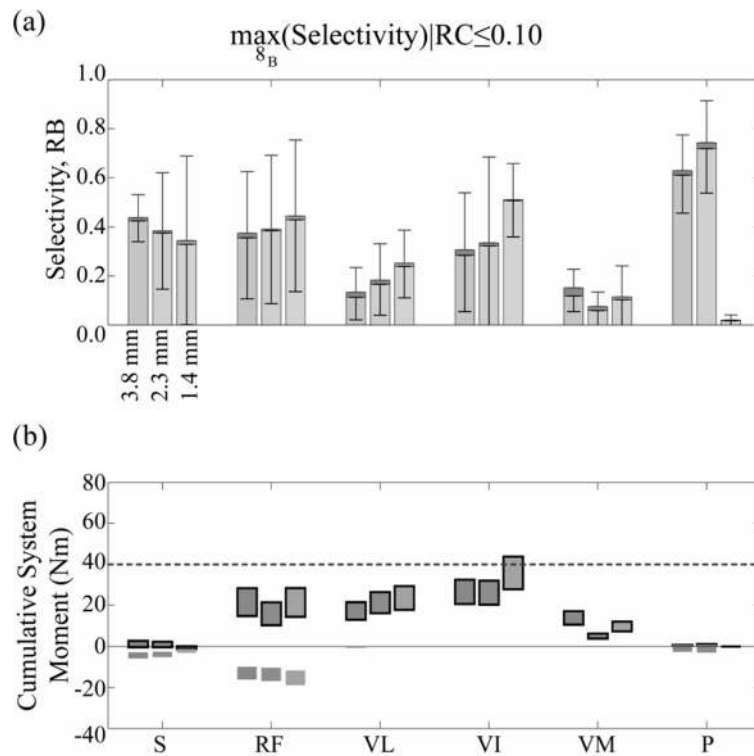 (a)
max(Selectivity)|RC≤0.10
8B
1.0
0.8
0.6
0.4
0.2
0.0
Selectivity, RB
3.8 mm
2.3 mm
1.4 mm
(b)
80
60
40
20
0
-20
-40
Cumulative System
Moment (Nm)
S RF VL VI VM P